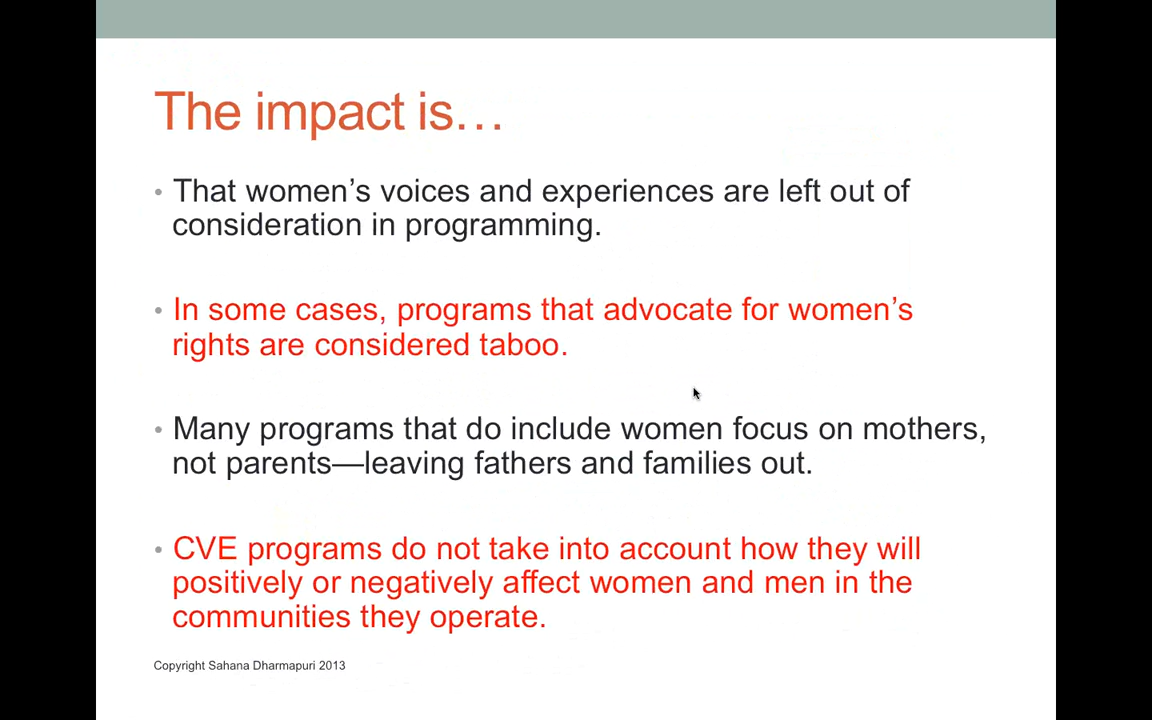 The impact is…
• That women’s voices and experiences are left out of
consideration in programming.
• In some cases, programs that advocate for women’s
rights are considered taboo.
• Many programs that do include women focus on mothers,
not parents—leaving fathers and families out.
• CVE programs do not take into account how they will
positively or negatively affect women and men in the
communities they operate.
Copyright Sahana Dharmapuri 2013